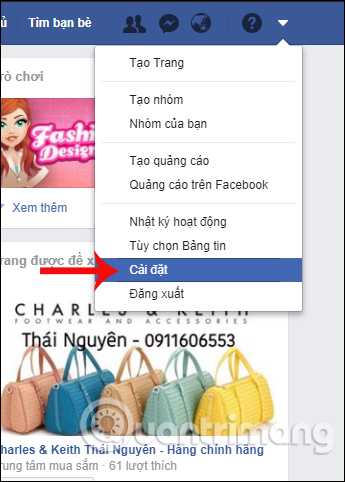 ủ Tìm bạn bè
Tạo Trang
Tạo nhóm
Nhóm của bạn
Tạo quảng cáo
Quảng cáo trên Facebook
Nhật ký hoạt động
Tùy chọn Bảng tin
Cài đặt
Đăng xuất
rò chơi
Fashi
Designe
Xem thêm
rang được đề x
CHARLES & KEITH
FOOTWEAR AND ACCESSORIES
Thái Nguyên - 0911606553
Quantrimang
Charles & Keith Thái Nguyên - Hàng chính hãng
rung tâm mua sắm · 61 lượt thích